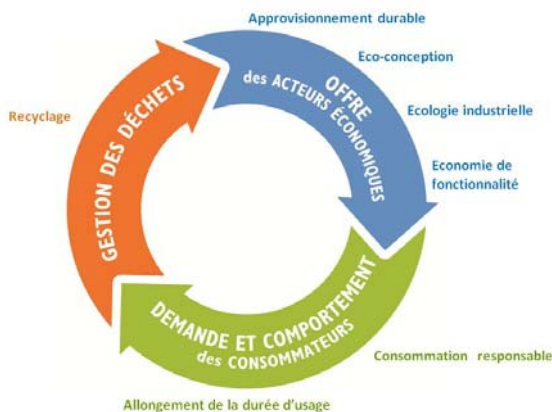 Approvisionnement durable
Eco-conception
Ecologie industrielle
Economie de
fonctionnalité
OFFRE
des ACTEURS ÉCONOMIQUES
Consommation responsable
Allongement de la durée d'usage
DEMANDE ET COMPORTEMENT
des CONSOMMATEURS
Recyclage
GESTION DES DÉCHETS